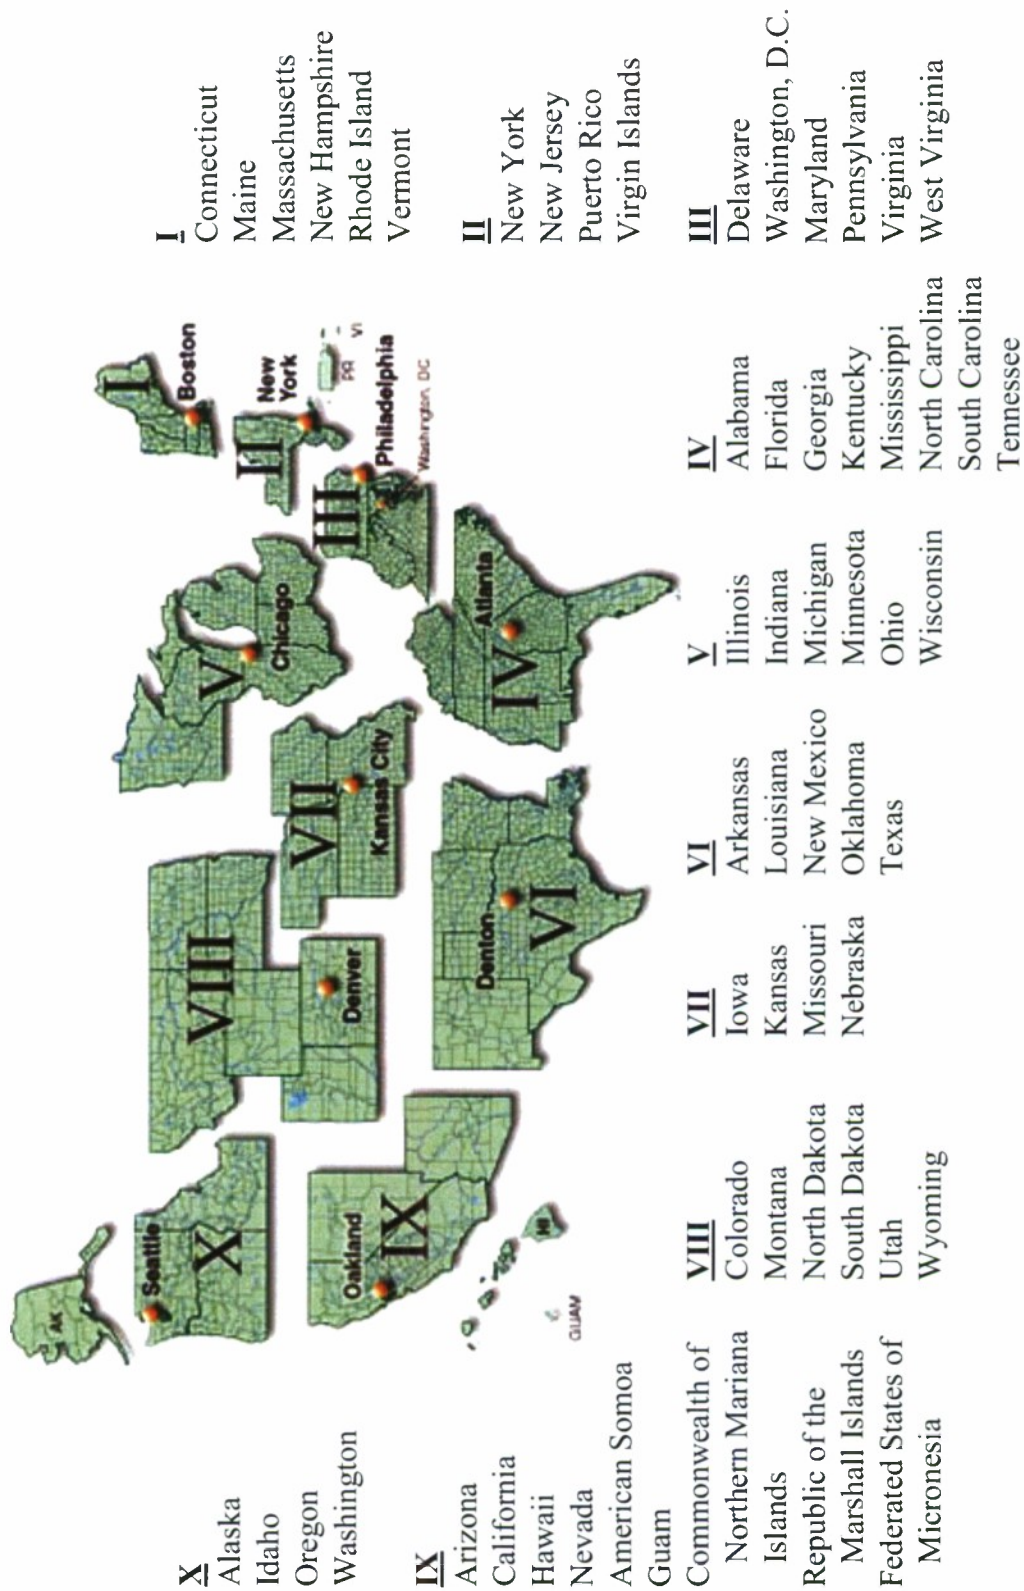 X
Alaska
Idaho
Oregon
Washington
IX
Arizona
California
Hawaii
Nevada
American Somoa
Guam
Commonwealth of
Northern Mariana
Islands
Republic of the
Marshall Islands
Federated States of
Micronesia
AK
Seattle
X
Oakland
IX
HI
GUAM
VIII
Denver
VII
Kansas City
Denton
VI
V
Chicago
Atlanta
IV
I
Boston
II
New
York
PR
VI
III
Philadelphia
Washington, DC
VIII
Colorado
Montana
North Dakota
South Dakota
Utah
Wyoming
VII
Iowa
Kansas
Missouri
Nebraska
VI
Arkansas
Louisiana
New Mexico
Oklahoma
Texas
V
Illinois
Indiana
Michigan
Minnesota
Ohio
Wisconsin
IV
Alabama
Florida
Georgia
Kentucky
Mississippi
North Carolina
South Carolina
Tennessee
I
Connecticut
Maine
Massachusetts
New Hampshire
Rhode Island
Vermont
II
New York
New Jersey
Puerto Rico
Virgin Islands
III
Delaware
Washington, D.C.
Maryland
Pennsylvania
Virginia
West Virginia